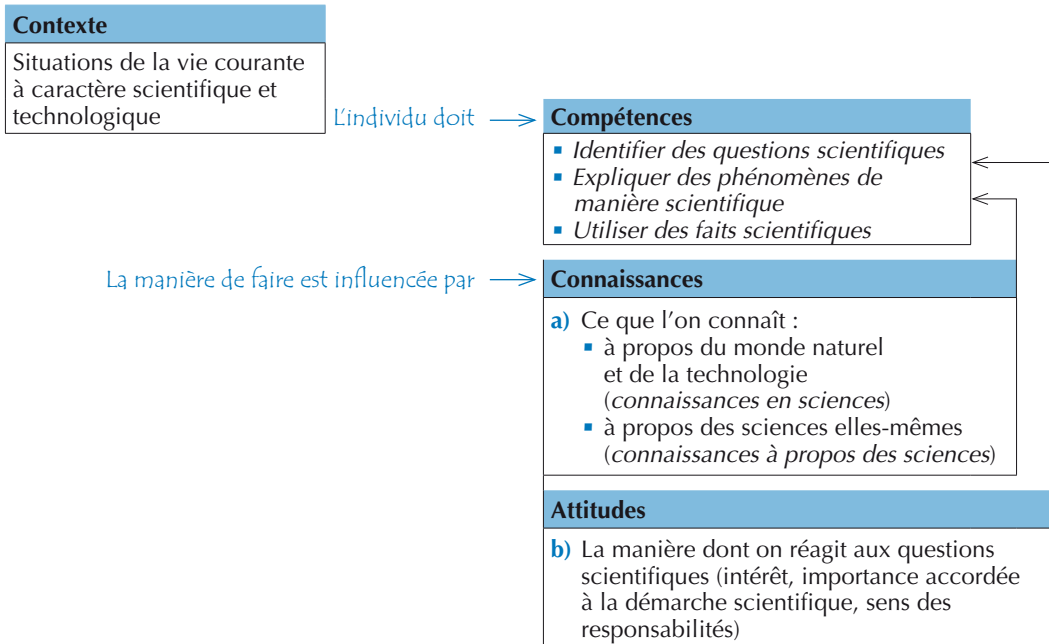 Contexte
Situations de la vie courante
à caractère scientifique et
technologique
L'individu doit
Compétences
▪ Identifier des questions scientifiques
▪ Expliquer des phénomènes de
manière scientifique
▪ Utiliser des faits scientifiques
La manière de faire est influencée par
Connaissances
a) Ce que l'on connaît :
▪ à propos du monde naturel
et de la technologie
(connaissances en sciences)
▪ à propos des sciences elles-mêmes
(connaissances à propos des sciences)
Attitudes
b) La manière dont on réagit aux questions
scientifiques (intérêt, importance accordée
à la démarche scientifique, sens des
responsabilités)